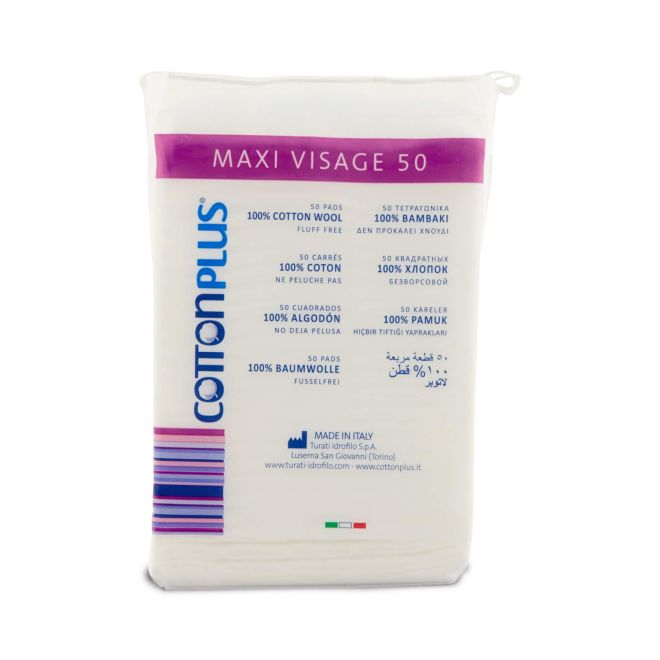 MAXI VISAGE 50
COTTONPLUS®
50 PADS
100% COTTON WOOL
FLUFF FREE
50 ΤΕΤΡΑΓΩΝΙΚΑ
100% ΒΑΜΒΑΚΙ
ΔΕΝ ΠΡΟΚΑΛΕΙ ΧΝΟΥΔΙ
50 CARRÉS
100% COTON
NE PELUCHE PAS
50 КВАДРАТНЫХ
100% ХЛОПОК
БЕЗВОРСОВОЙ
50 CUADRADOS
100% ALGODÓN
NO DEJA PELUSA
50 KARELER
100% PAMUK
HIÇBIR TIFTIĞI YAPRAKLARI
50 PADS
100% BAUMWOLLE
FUSSELFREI
٥٠ قطعة مربعة
١٠٠% قطن
لاتوبر
MADE IN ITALY
Turati Idrofilo S.p.A.
Luserna San Giovanni (Torino)
www.turati-idrofilo.com - www.cottonplus.it